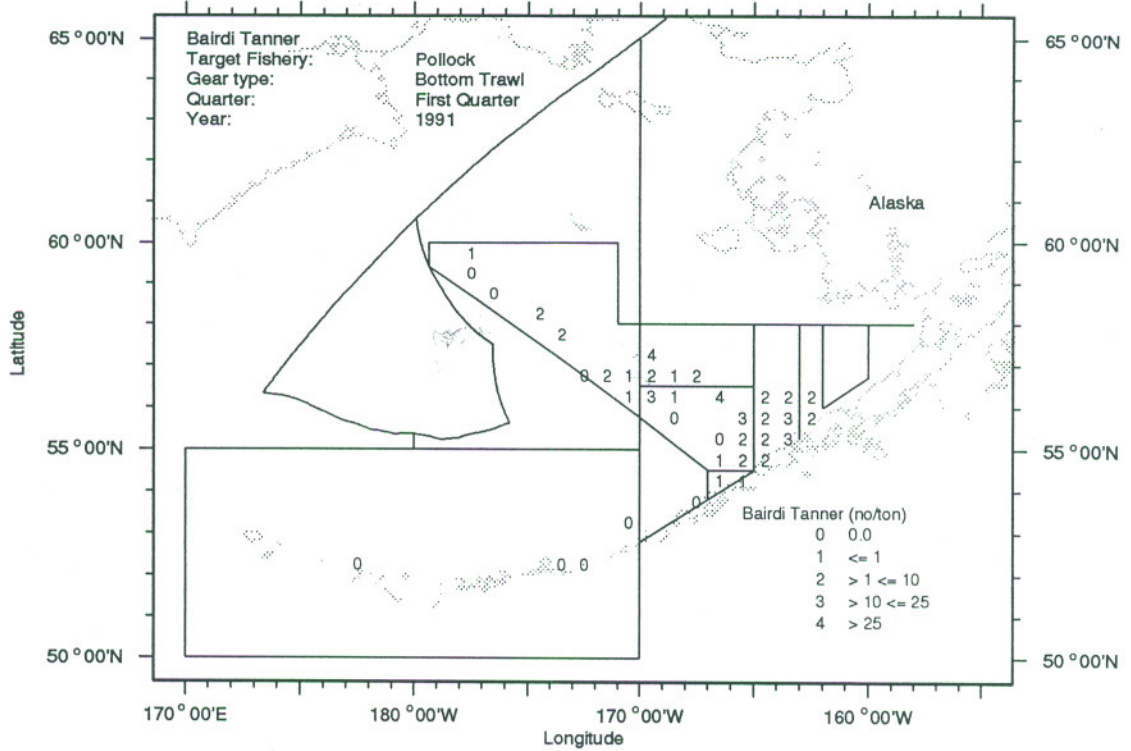 65 °00'N
65 °00'N
Bairdi Tanner
Target Fishery: Pollock
Gear type: Bottom Trawl
Quarter: First Quarter
Year: 1991
Alaska
60 °00'N
60 °00'N
1
0
0
2
2
4
0 2 1 2 1 2
1 3 1 4 2 2 2
0 3 2 3 2
0 2 2 3
1 2 2
1 1
0
0
0 0 0
Latitude
55 °00'N
55 °00'N
Bairdi Tanner (no/ton)
0 0.0
1 <= 1
2 > 1 <= 10
3 > 10 <= 25
4 > 25
50 °00'N
50 °00'N
170 °00'E
180 °00'W
170 °00'W
160 °00'W
Longitude